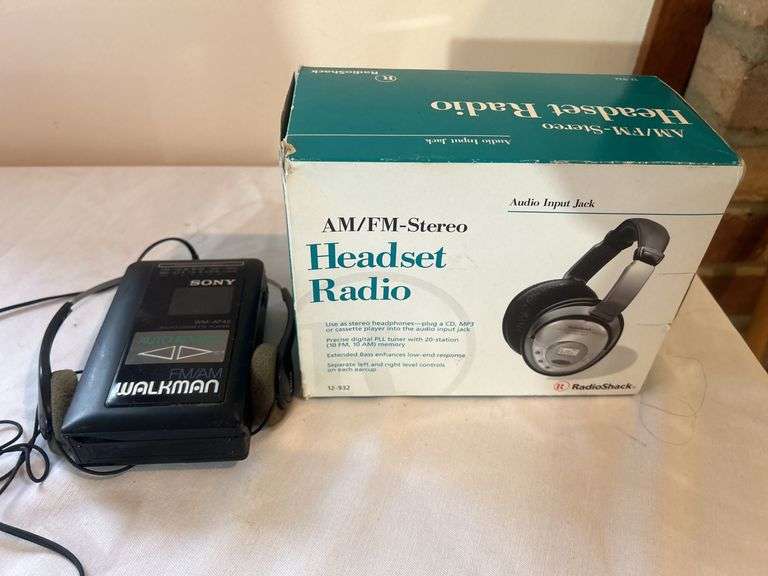 SONY
AUTO
FM/AM
WALKMAN
RadioShack
12-932
AM/FM-Stereo
Headset Radio
Audio Input Jack
Audio Input Jack
AM/FM-Stereo
Headset
Radio
Use as stereo headphones—plug a CD, MP3
or cassette player into the audio input jack
Precise digital PLL tuner with 20-station
(10 FM, 10 AM) memory
Extended Bass enhances low-end response
Separate left and right level controls
on each earcup
12-932
R RadioShack